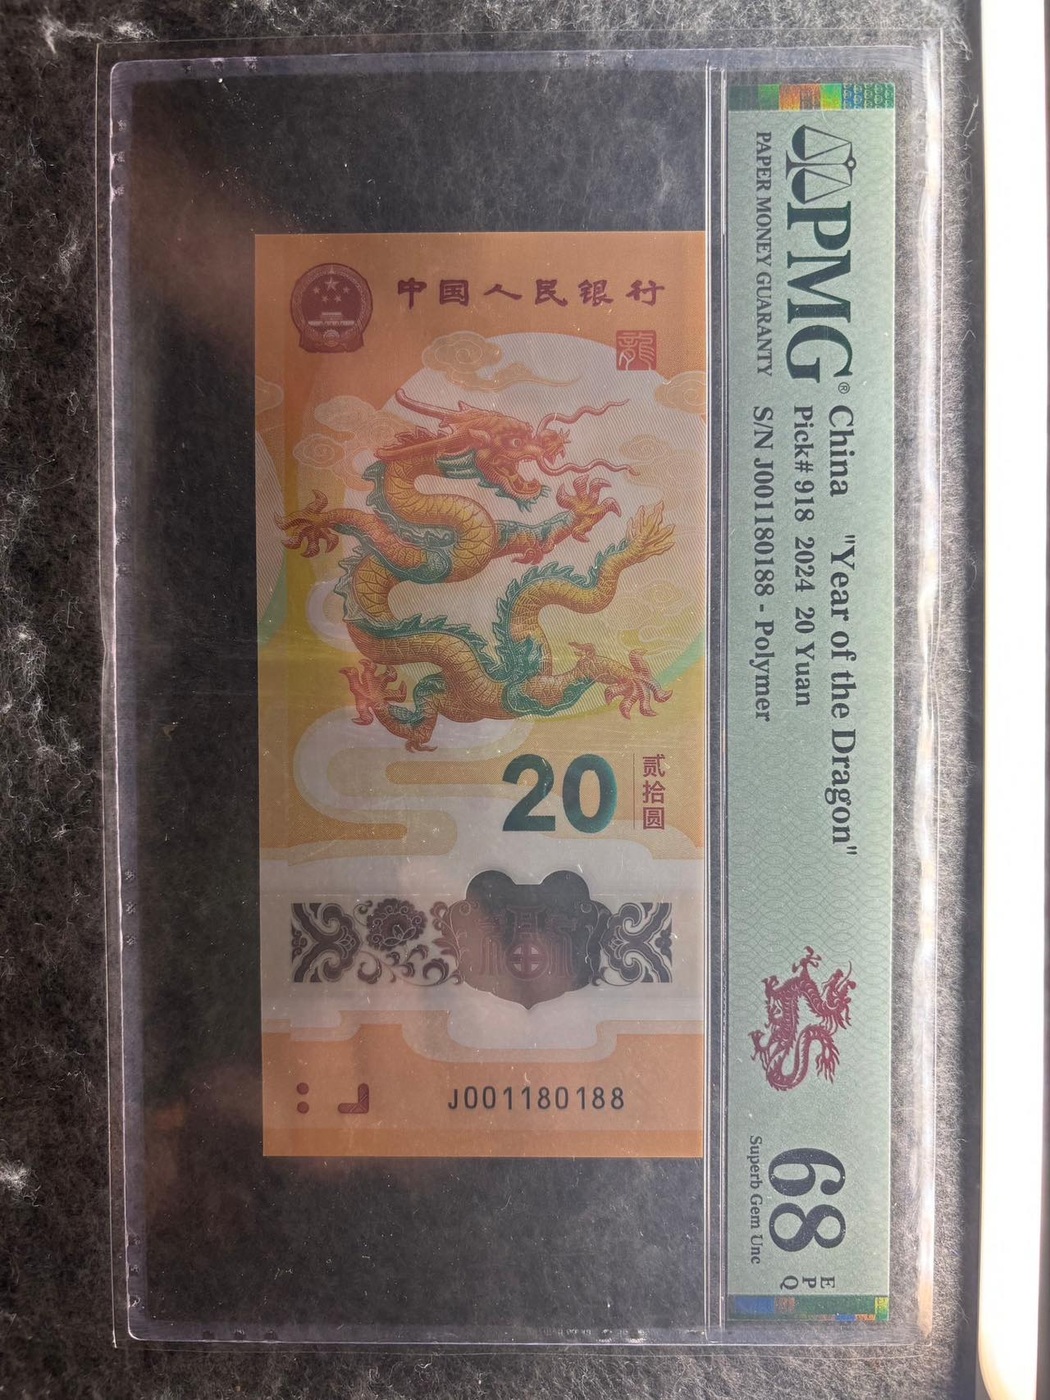 PMG®
PAPER MONEY GUARANTY
China "Year of the Dragon"
Pick# 918 2024 20 Yuan
S/N J001180188 - Polymer
68
EPQ
Superb Gem Unc
中国人民银行
20
贰拾圆
J001180188